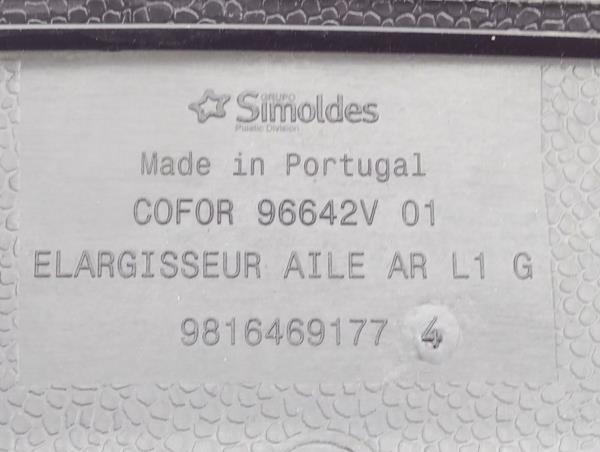 GRUPO
Simoldes
Plastic Division
Made in Portugal
COFOR 96642V 01
ELARGISSEUR AILE AR L1 G
9816469177 4